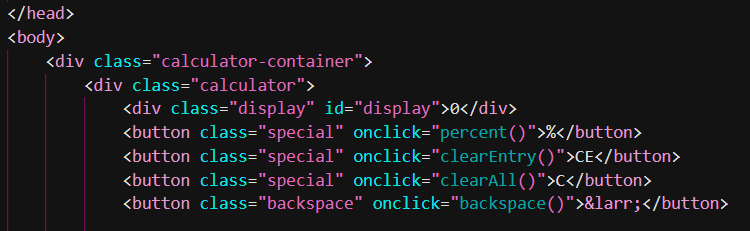 </head>
<body>
<div class="calculator-container">
<div class="calculator">
<div class="display" id="display">0</div>
<button class="special" onclick="percent()">%</button>
<button class="special" onclick="clearEntry()">CE</button>
<button class="special" onclick="clearAll()">C</button>
<button class="backspace" onclick="backspace()">&larr;</button>